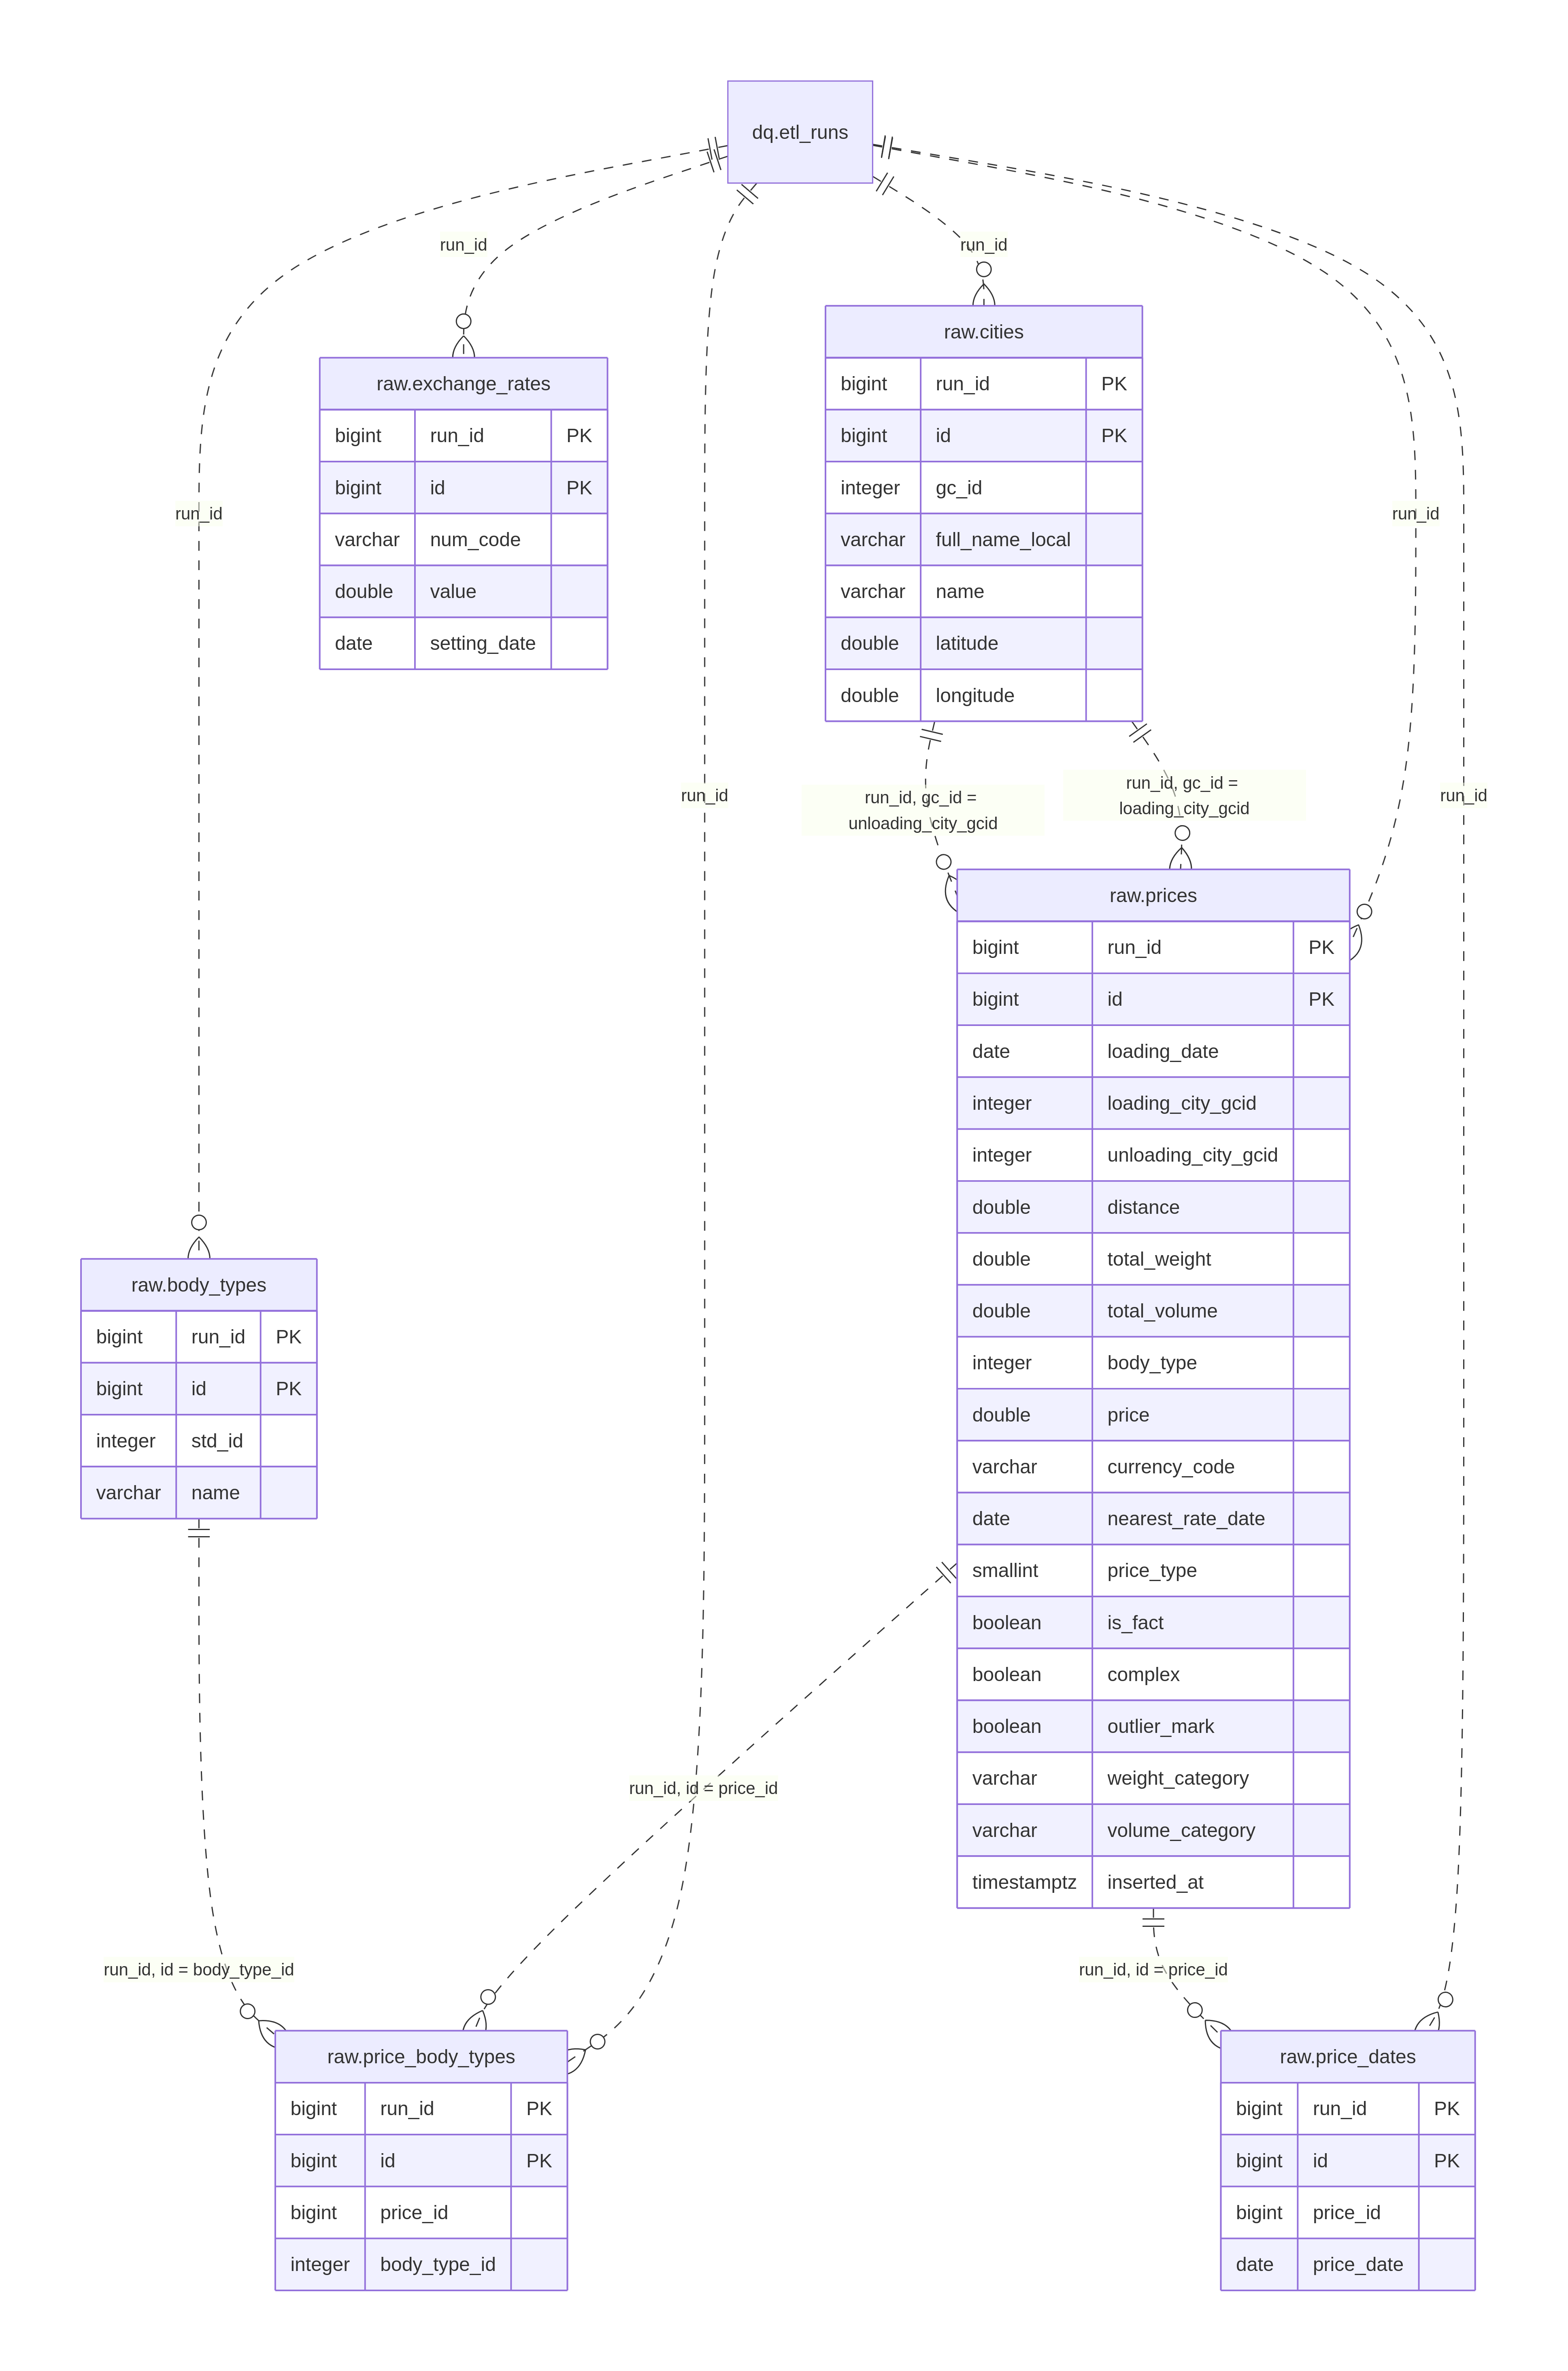 dq.etl_runs
run_id
run_id
raw.exchange_rates
bigint run_id PK
bigint id PK
varchar num_code
double value
date setting_date
raw.cities
bigint run_id PK
bigint id PK
integer gc_id
varchar full_name_local
varchar name
double latitude
double longitude
run_id
run_id
run_id
run_id
run_id, gc_id =
unloading_city_gcid
run_id, gc_id =
loading_city_gcid
raw.prices
bigint run_id PK
bigint id PK
date loading_date
integer loading_city_gcid
integer unloading_city_gcid
double distance
double total_weight
double total_volume
integer body_type
double price
varchar currency_code
date nearest_rate_date
smallint price_type
boolean is_fact
boolean complex
boolean outlier_mark
varchar weight_category
varchar volume_category
timestamptz inserted_at
raw.body_types
bigint run_id PK
bigint id PK
integer std_id
varchar name
run_id, id = price_id
run_id, id = body_type_id
run_id, id = price_id
raw.price_body_types
bigint run_id PK
bigint id PK
bigint price_id
integer body_type_id
raw.price_dates
bigint run_id PK
bigint id PK
bigint price_id
date price_date